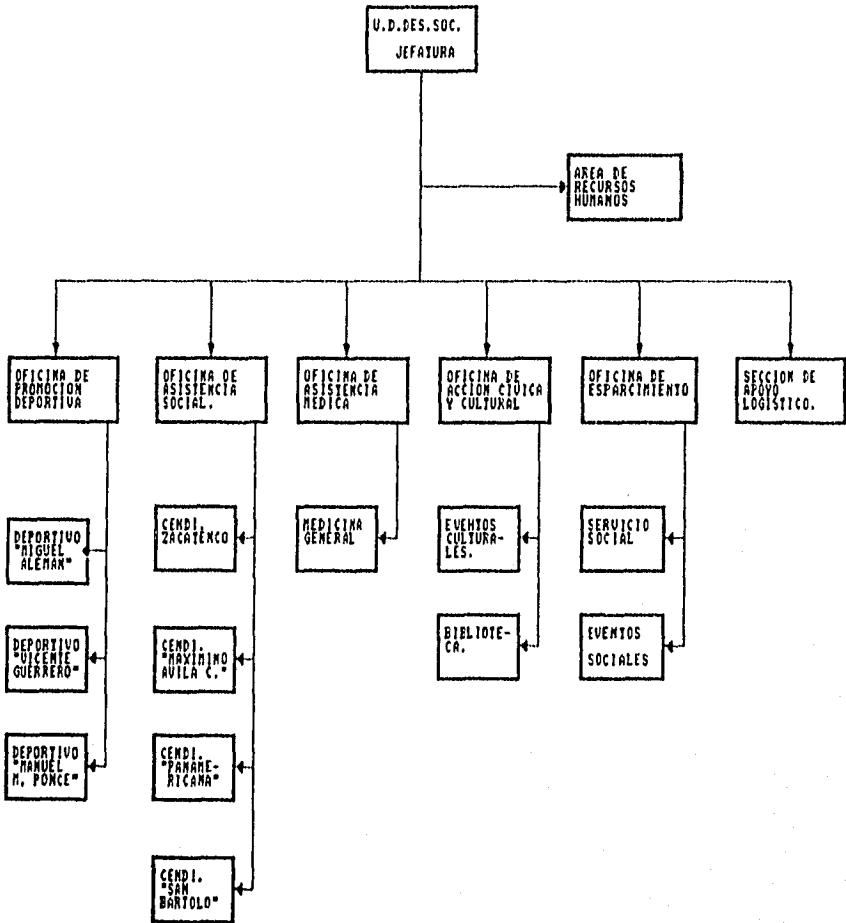 U.D.DES.SOC.
JEFATURA
AREA DE
RECURSOS
HUMANOS
OFICINA DE
PROMOCION
DEPORTIVA
OFICINA DE
ASISTENCIA
SOCIAL.
OFICINA DE
ASISTENCIA
MEDICA
OFICINA DE
ACCION CIVICA
Y CULTURAL
OFICINA DE
ESPARCIMIENTO
SECCION DE
APOYO
LOGISTICO.
DEPORTIVO
"MIGUEL
ALEMAN"
CENDI.
ZACATENCO
MEDICINA
GENERAL
EVENTOS
CULTURA-
LES.
SERVICIO
SOCIAL
DEPORTIVO
"VICENTE
GUERRERO"
CENDI.
"MAXIMINO
AVILA C."
BIBLIOTE-
CA.
EVENTOS
SOCIALES
DEPORTIVO
"MANUEL
M. PONCE"
CENDI.
"PANAME-
RICANA"
CENDI.
"SAN
BARTOLO"